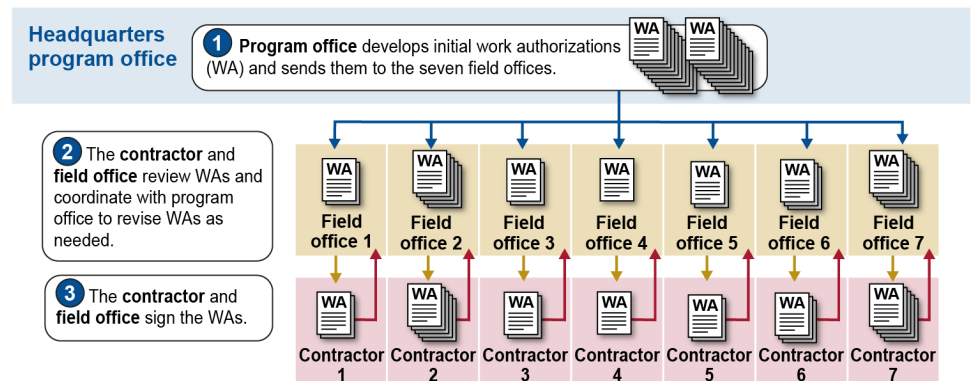 Headquarters
program office
1 Program office develops initial work authorizations
(WA) and sends them to the seven field offices.
WA WA
2 The contractor and
field office review WAs and
coordinate with program
office to revise WAs as
needed.
3 The contractor and
field office sign the WAs.
WA WA WA WA WA WA WA
Field
office 1
Field
office 2
Field
office 3
Field
office 4
Field
office 5
Field
office 6
Field
office 7
WA WA WA WA WA WA WA
Contractor
1
Contractor
2
Contractor
3
Contractor
4
Contractor
5
Contractor
6
Contractor
7